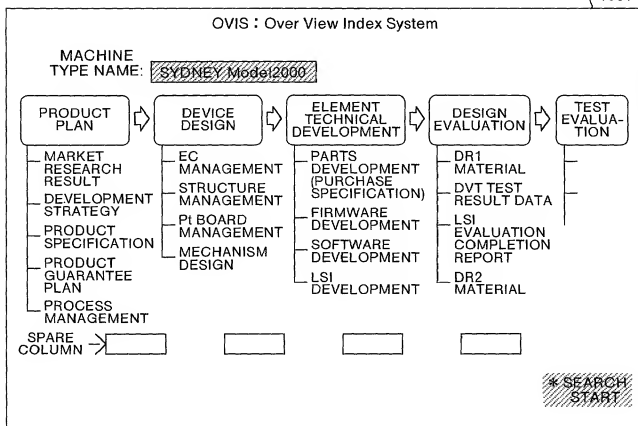 OVIS : Over View Index System
MACHINE
TYPE NAME:
SYDNEY Model2000
PRODUCT
PLAN
MARKET
RESEARCH
RESULT
DEVELOPMENT
STRATEGY
PRODUCT
SPECIFICATION
PRODUCT
GUARANTEE
PLAN
PROCESS
MANAGEMENT
DEVICE
DESIGN
EC
MANAGEMENT
STRUCTURE
MANAGEMENT
Pt BOARD
MANAGEMENT
MECHANISM
DESIGN
ELEMENT
TECHNICAL
DEVELOPMENT
PARTS
DEVELOPMENT
(PURCHASE
SPECIFICATION)
FIRMWARE
DEVELOPMENT
SOFTWARE
DEVELOPMENT
LSI
DEVELOPMENT
DESIGN
EVALUATION
DR1
MATERIAL
DVT TEST
RESULT DATA
LSI
EVALUATION
COMPLETION
REPORT
DR2
MATERIAL
TEST
EVALUA-
TION
SPARE
COLUMN
* SEARCH
START